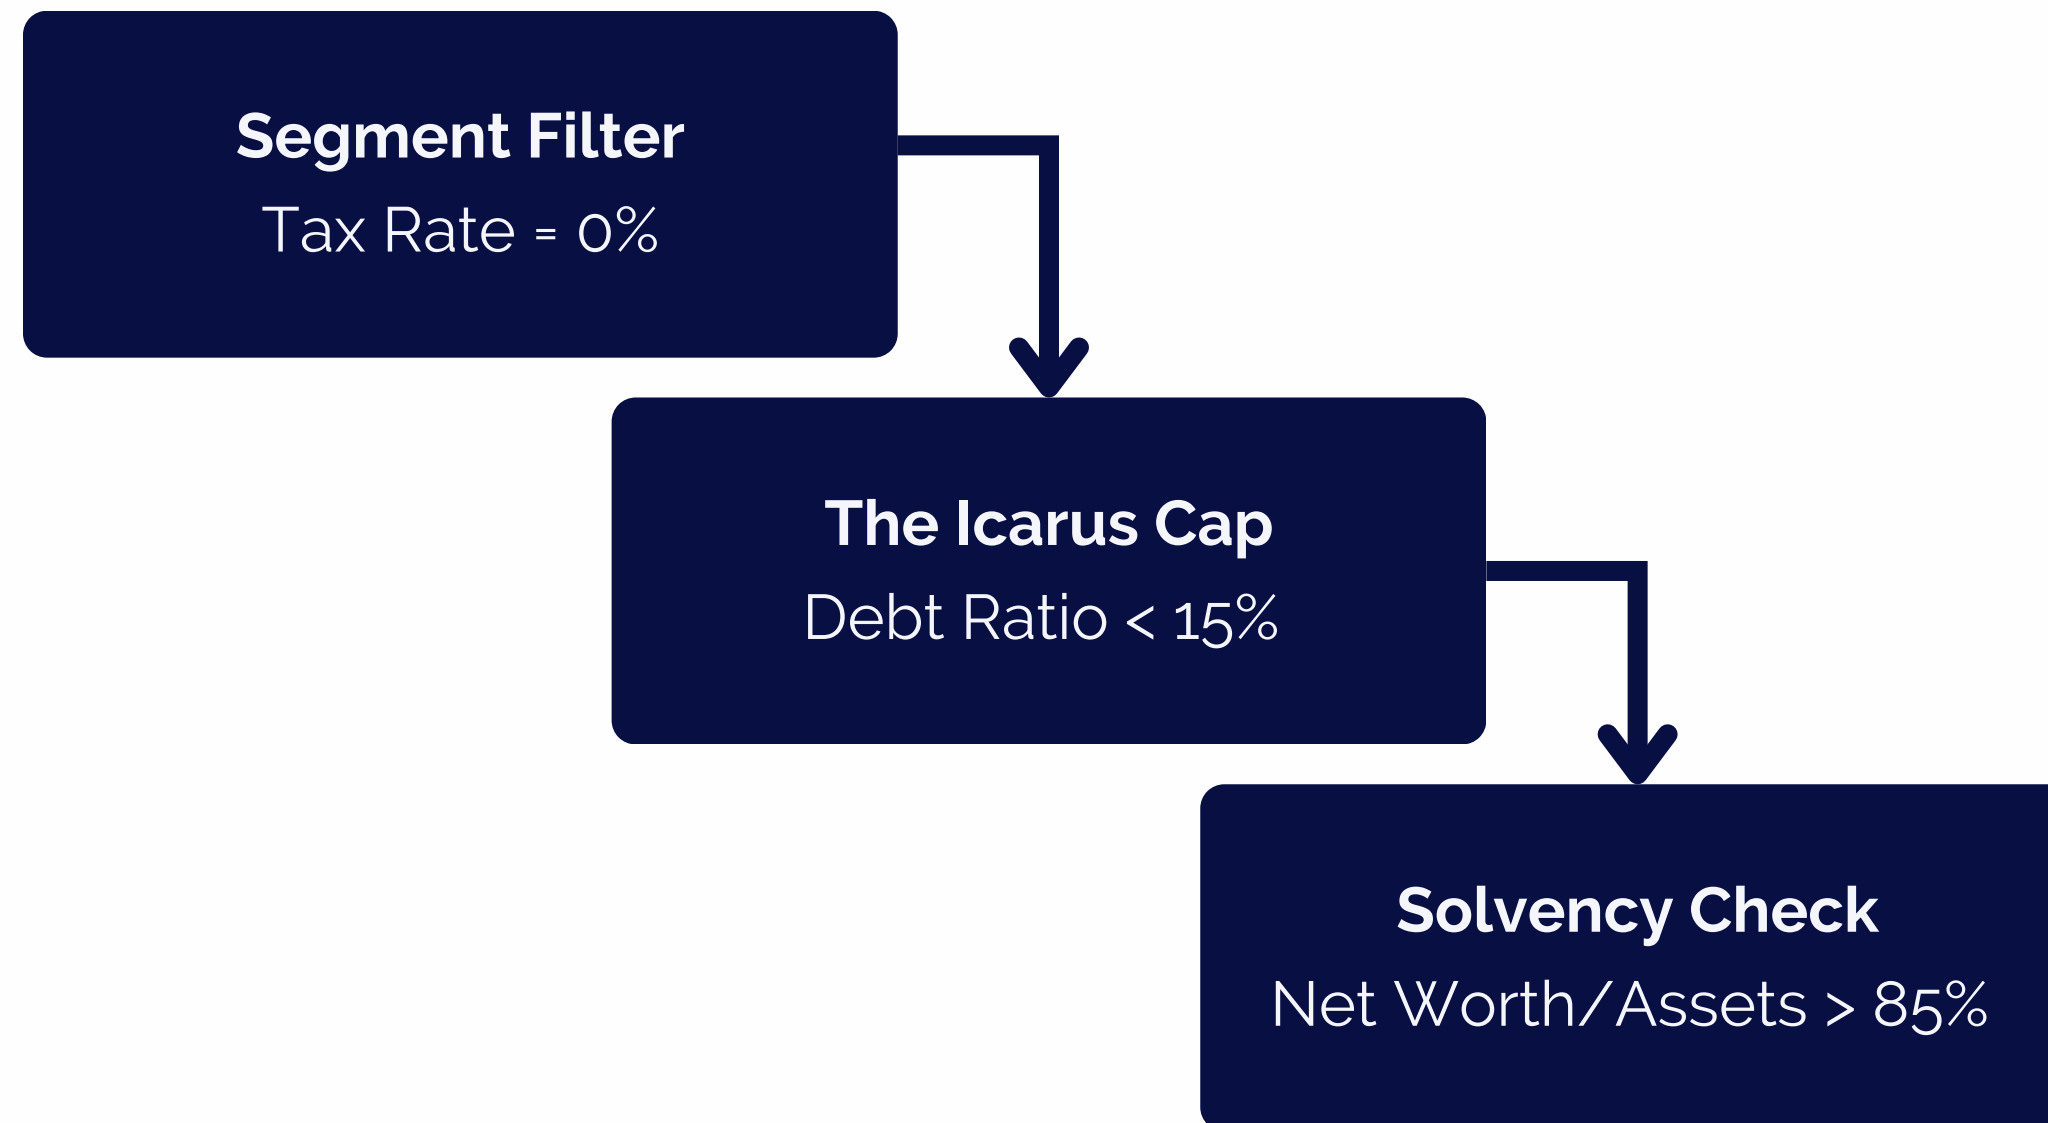 Segment Filter
Tax Rate = 0%
The Icarus Cap
Debt Ratio < 15%
Solvency Check
Net Worth/Assets > 85%